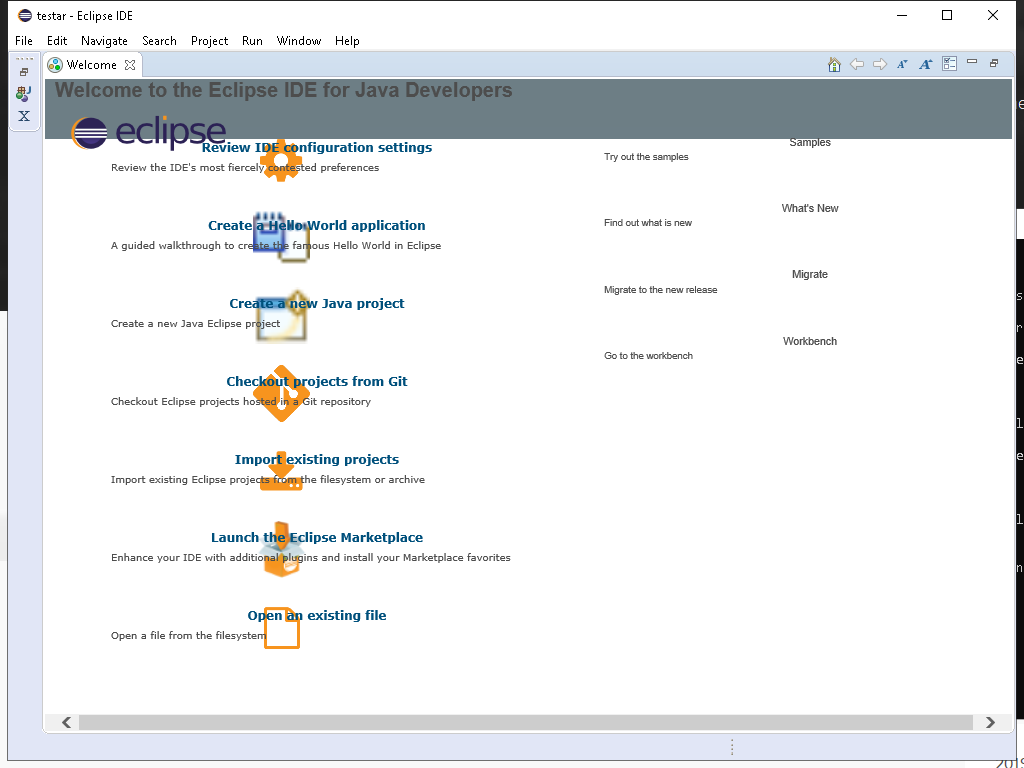 testar - Eclipse IDE
File Edit Navigate Search Project Run Window Help
Welcome
Welcome to the Eclipse IDE for Java Developers
eclipse
Review IDE configuration settings
Review the IDE's most fiercely contested preferences
Create a Hello World application
A guided walkthrough to create the famous Hello World in Eclipse
Create a new Java project
Create a new Java Eclipse project
Checkout projects from Git
Checkout Eclipse projects hosted in a Git repository
Import existing projects
Import existing Eclipse projects from the filesystem or archive
Launch the Eclipse Marketplace
Enhance your IDE with additional plugins and install your Marketplace favorites
Open an existing file
Open a file from the filesystem
Samples
Try out the samples
What's New
Find out what is new
Migrate
Migrate to the new release
Workbench
Go to the workbench